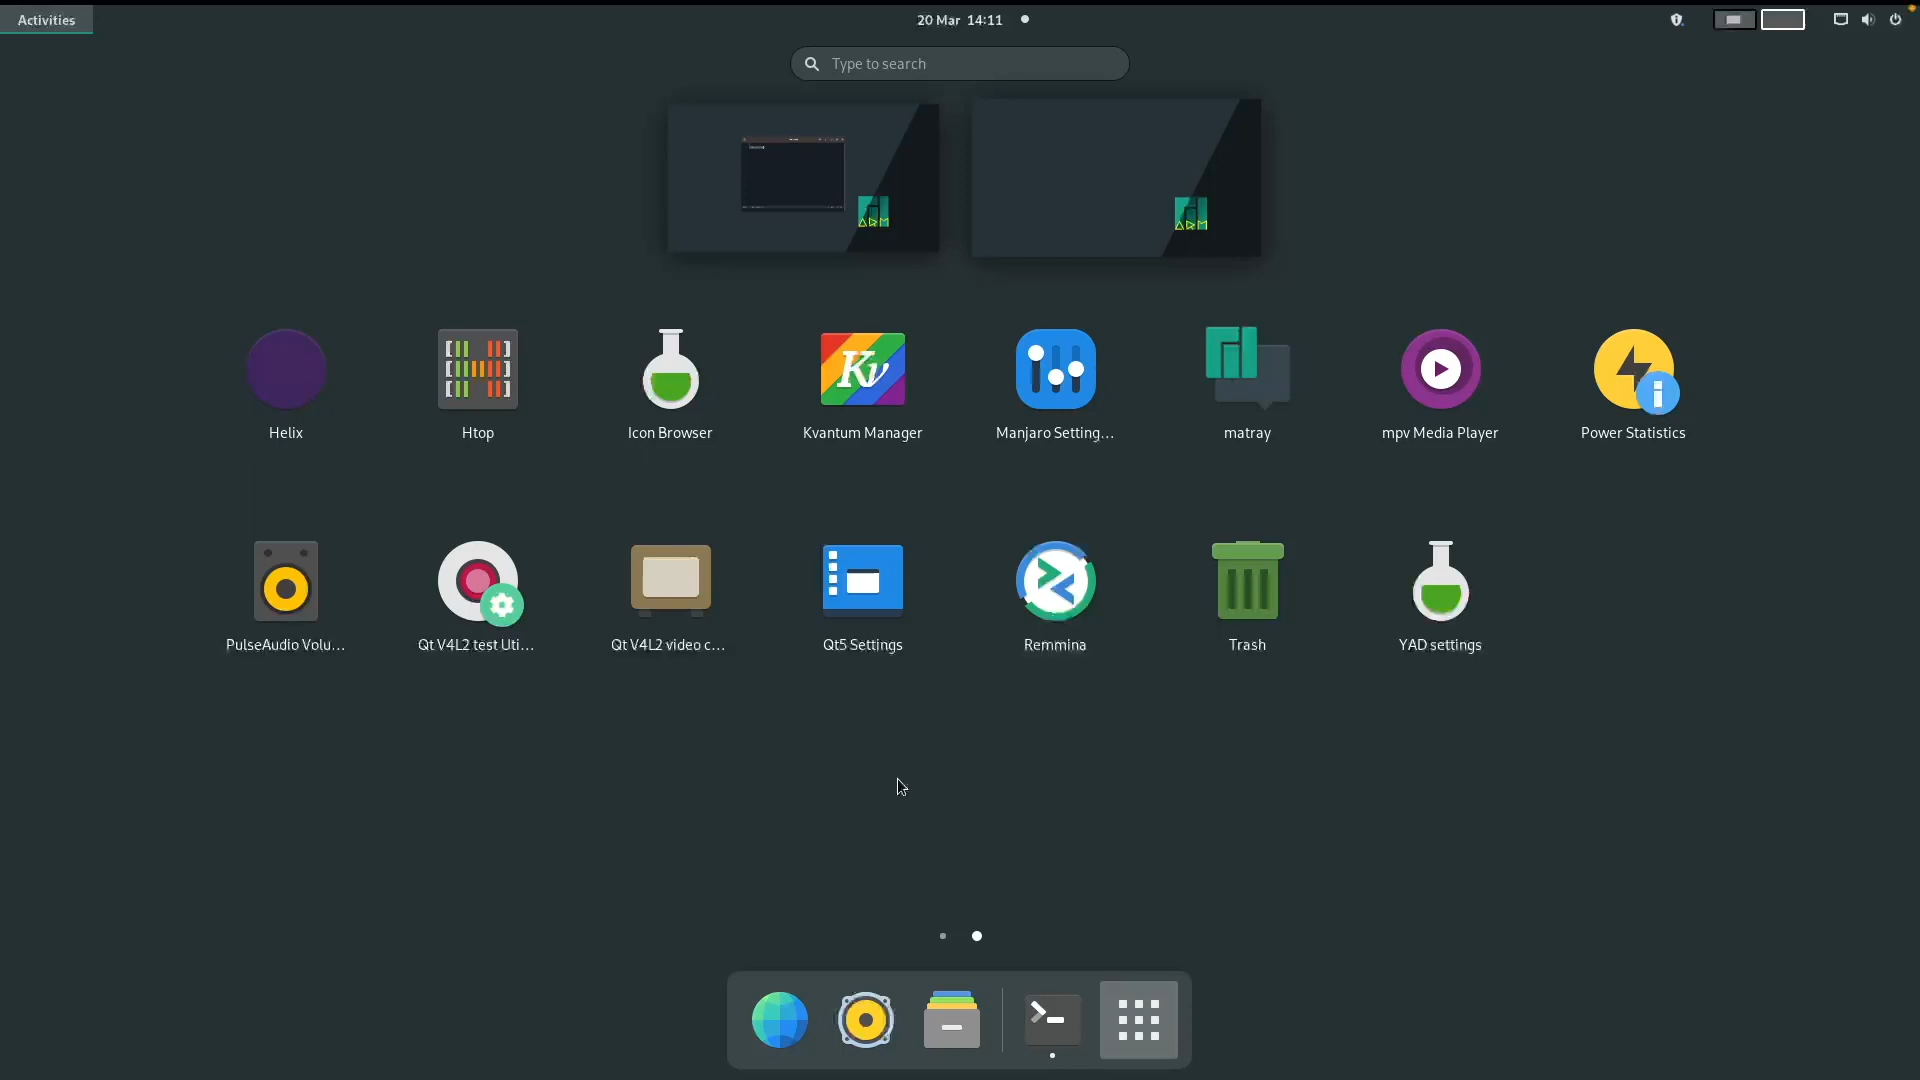 Activities
20 Mar 14:11
Type to search
Helix
Htop
Icon Browser
Kvantum Manager
Manjaro Setting...
matray
mpv Media Player
Power Statistics
PulseAudio Volu...
Qt V4L2 test Uti...
Qt V4L2 video c...
Qt5 Settings
Remmina
Trash
YAD settings